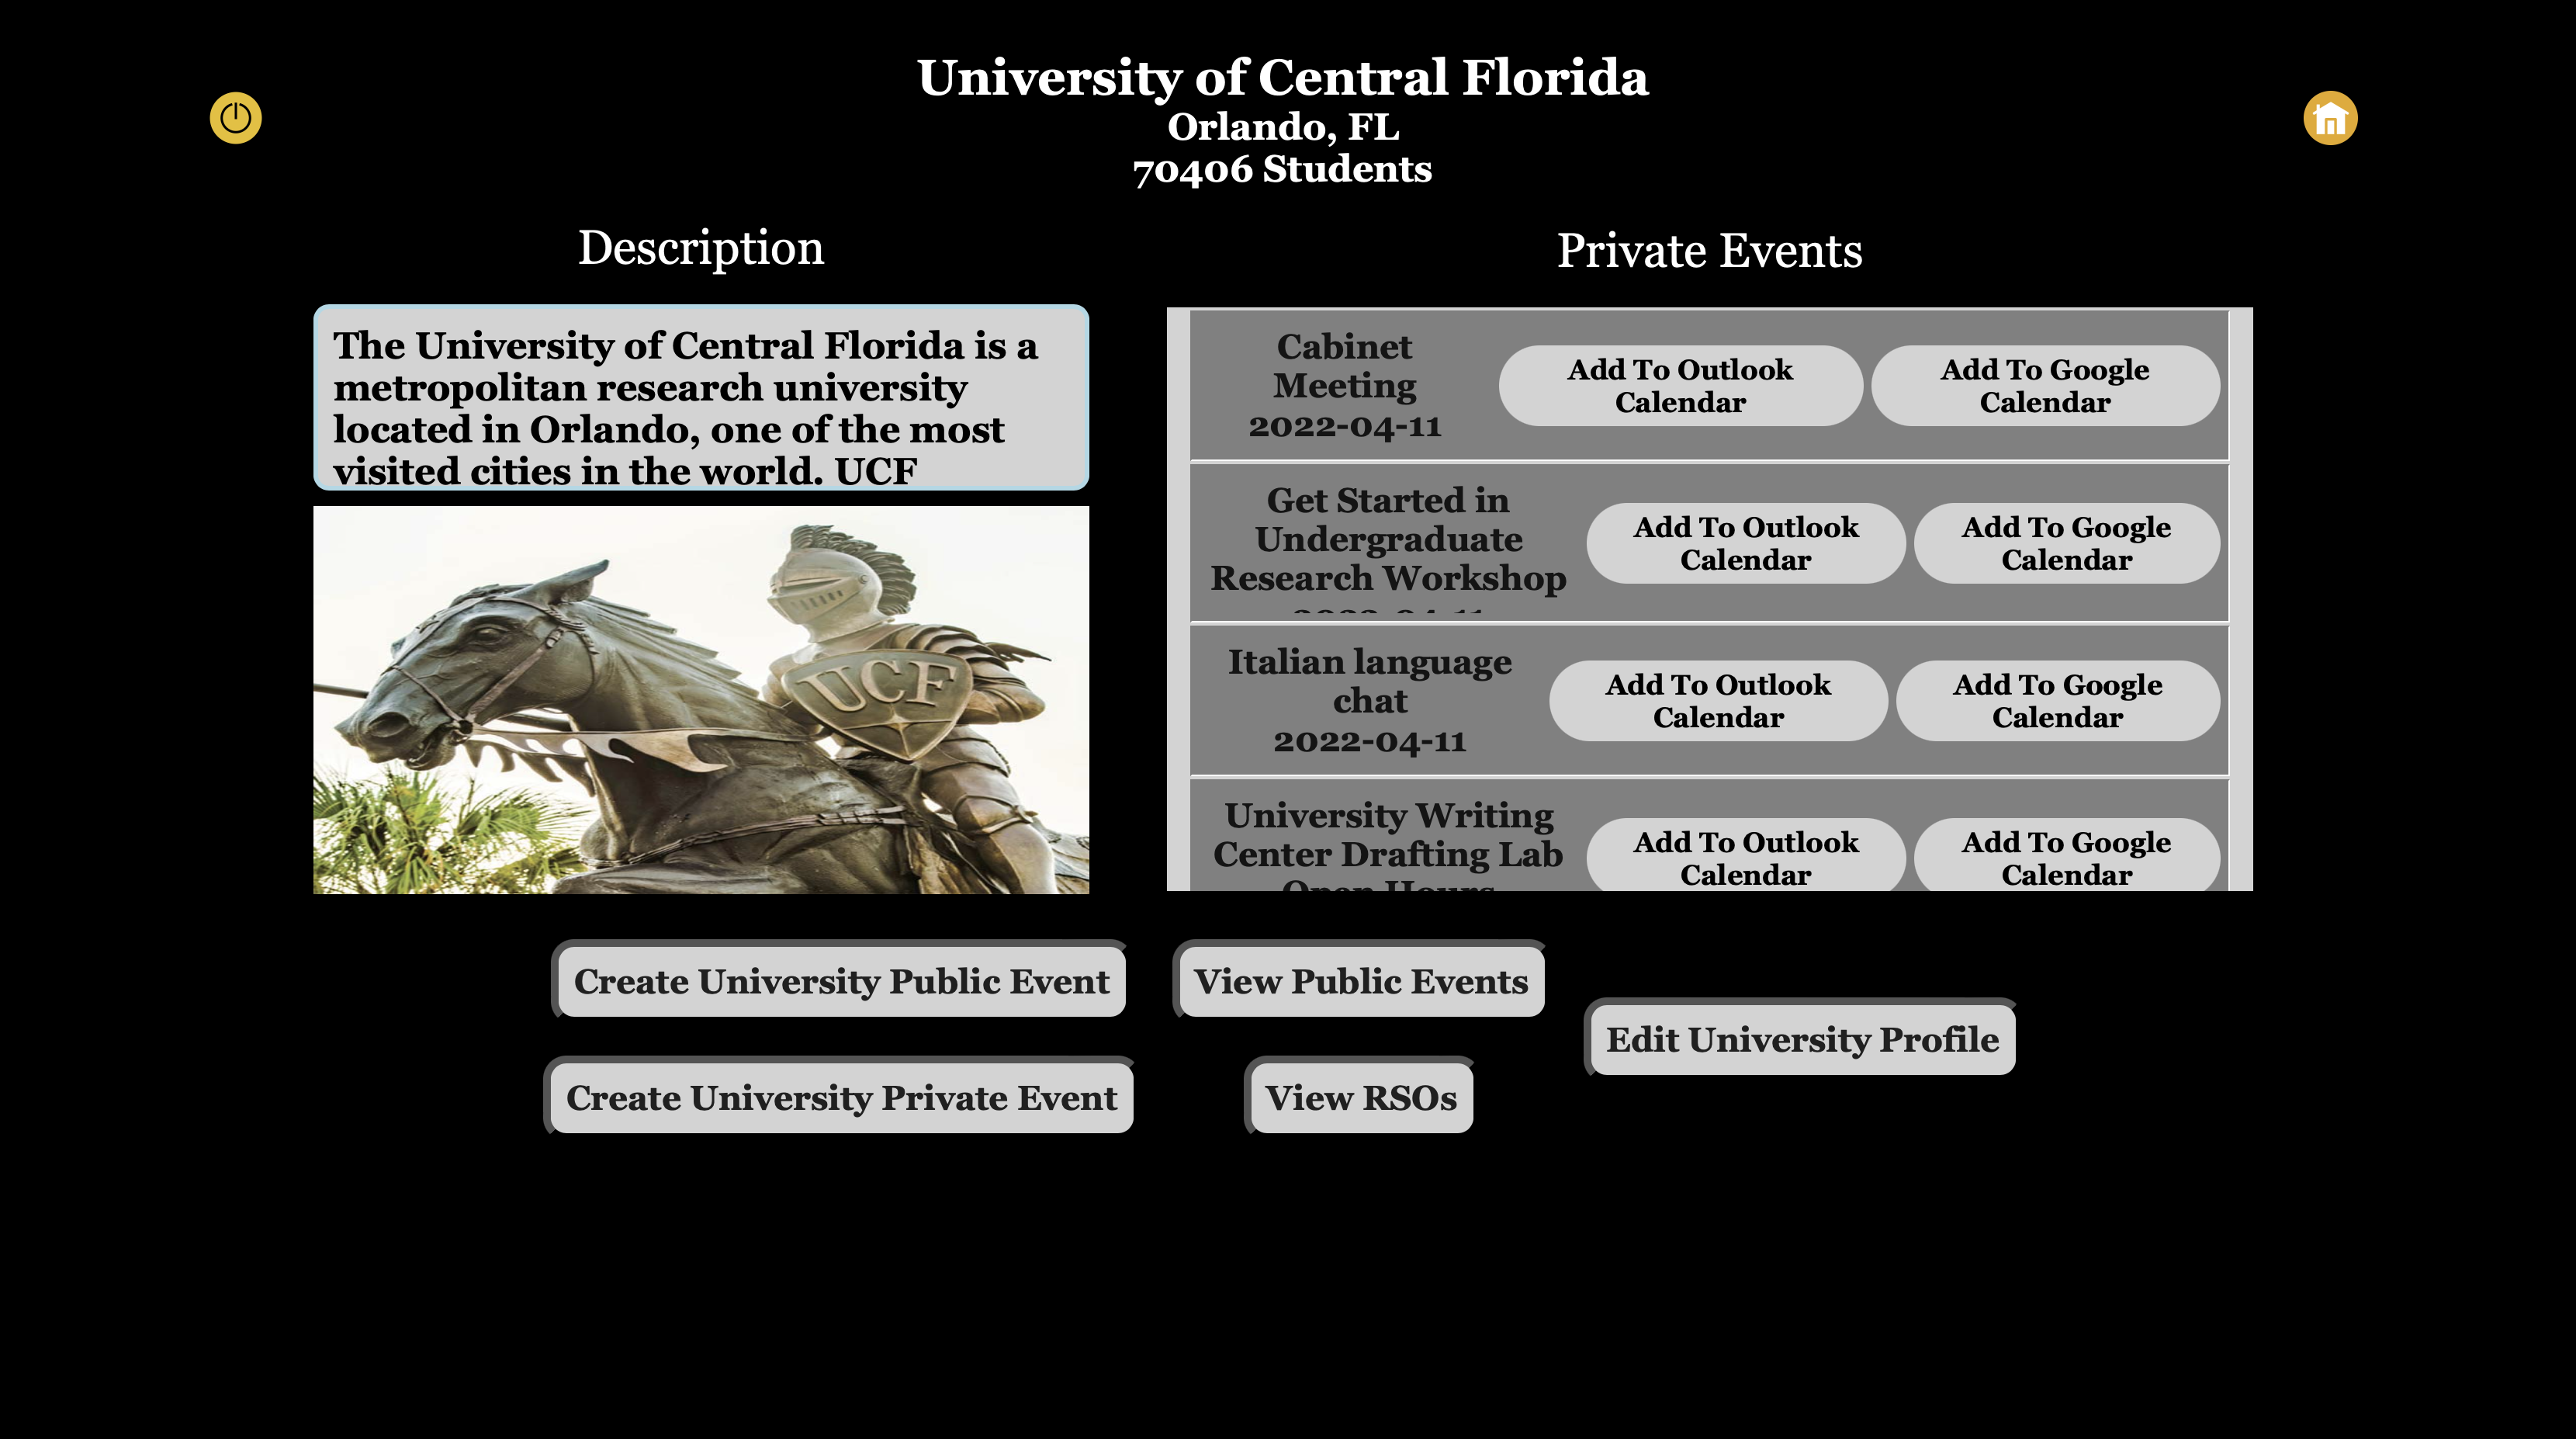 University of Central Florida
Orlando, FL
70406 Students
Description
The University of Central Florida is a
metropolitan research university
located in Orlando, one of the most
visited cities in the world. UCF
UCF
Private Events
Cabinet
Meeting
2022-04-11
Add To Outlook
Calendar
Add To Google
Calendar
Get Started in
Undergraduate
Research Workshop
2022-04-11
Add To Outlook
Calendar
Add To Google
Calendar
Italian language
chat
2022-04-11
Add To Outlook
Calendar
Add To Google
Calendar
University Writing
Center Drafting Lab
Open Hours
Add To Outlook
Calendar
Add To Google
Calendar
Create University Public Event
View Public Events
Edit University Profile
Create University Private Event
View RSOs